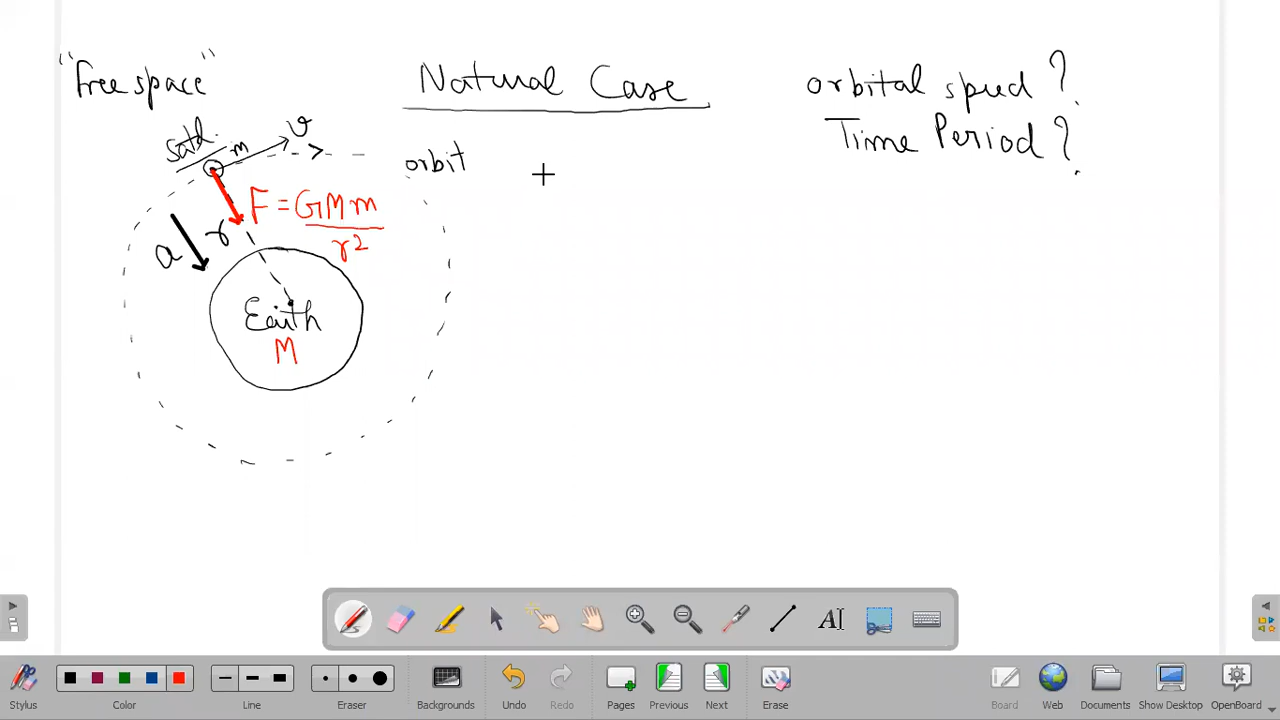 "free space"
Natural Case
orbital speed ?
Time Period ?
satel.
m
v
orbit
F = GMm
r²
a
r
Earth
M
Stylus
Color
Line
Eraser
Backgrounds
Undo
Redo
Pages
Previous
Next
Erase
Board
Web
Documents
Show Desktop
OpenBoard